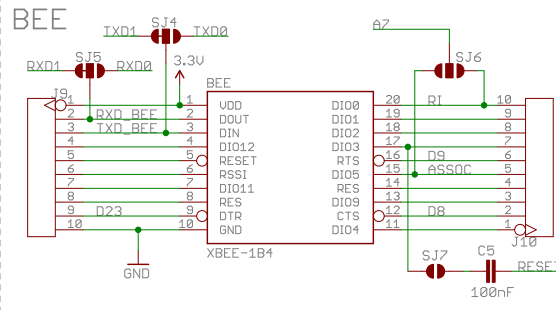 BEE
TXD1 SJ4 TXD0
A7
RXD1 SJ5 RXD0
3.3V
SJ6
J9
BEE
1 1 VDD DIO0 20 RI 10
2 RXD_BEE 2 DOUT DIO1 19 9
3 TXD_BEE 3 DIN DIO2 18 8
4 4 DIO12 DIO3 17 7
5 5 RESET RTS 16 D9 6
6 6 RSSI DIO5 15 ASSOC 5
7 7 DIO11 RES 14 4
8 8 RES DIO9 13 3
9 D23 9 DTR CTS 12 D8 2
10 10 GND DIO4 11 1
J10
XBEE-1B4
GND
SJ7 C5
RESET
100nF